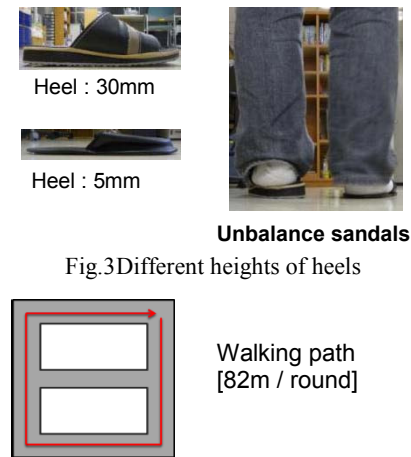 Heel : 30mm
Heel : 5mm
Unbalance sandals
Fig.3Different heights of heels
Walking path
[82m / round]